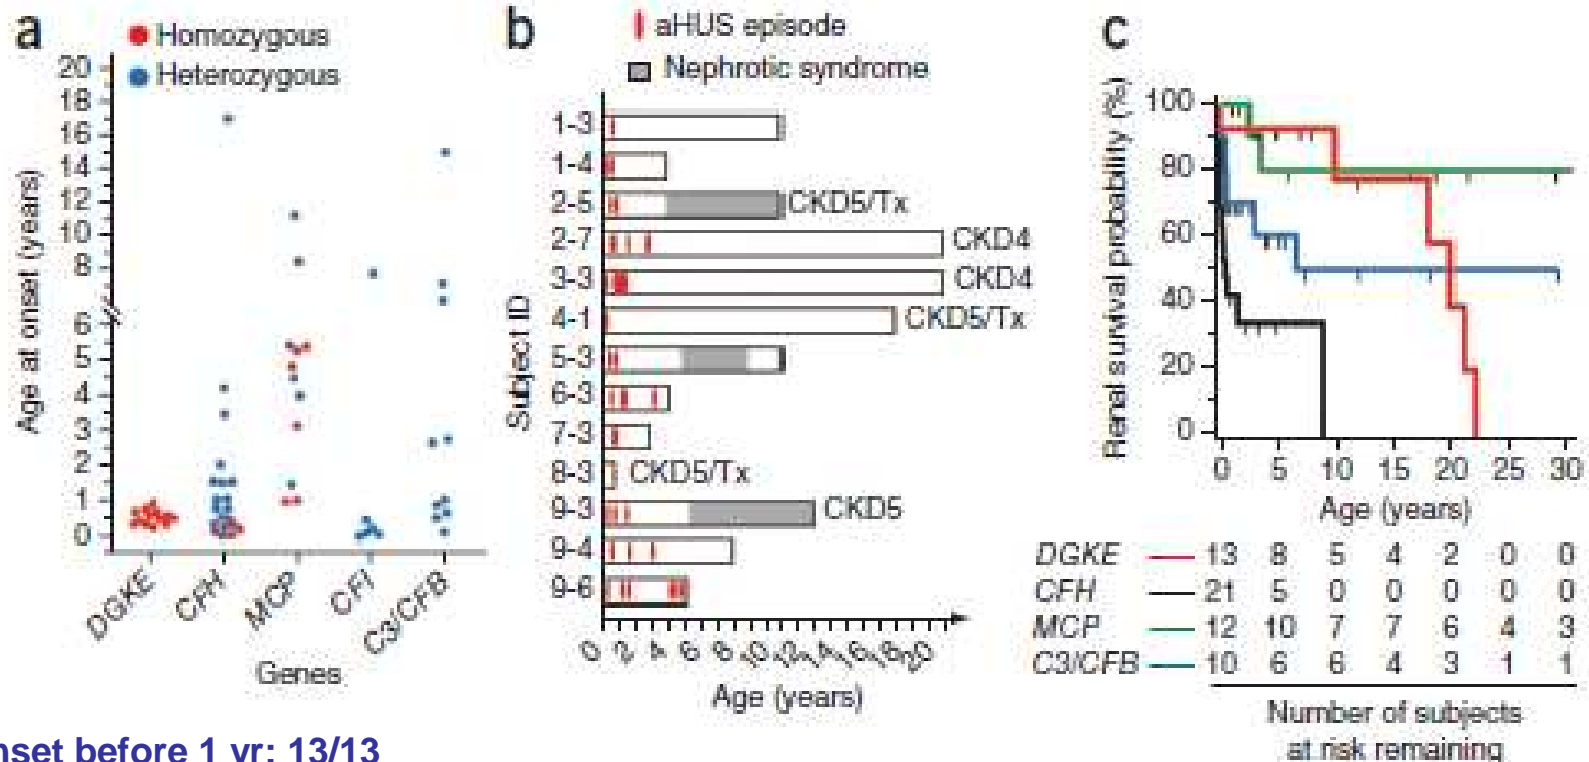 a
Homozygous
Heterozygous
20
18
16
14
12
10
8
6
5
4
3
2
1
0
Age at onset (years)
DGKE
CFH
MCP
CFI
C3/CFB
Genes
b
aHUS episode
Nephrotic syndrome
Subject ID
1-3
1-4
2-5 CKD5/Tx
2-7 CKD4
3-3 CKD4
4-1 CKD5/Tx
5-3
6-3
7-3
8-3 CKD5/Tx
9-3 CKD5
9-4
9-6
0 2 4 6 8 10 12 14 16 18 20
Age (years)
c
Renal survival probability (%)
100
80
60
40
20
0
0 5 10 15 20 25 30
Age (years)
DGKE 13 8 5 4 2 0 0
CFH 21 5 0 0 0 0 0
MCP 12 10 7 7 6 4 3
C3/CFB 10 6 6 4 3 1 1
Number of subjects
at risk remaining
nset before 1 yr: 13/13